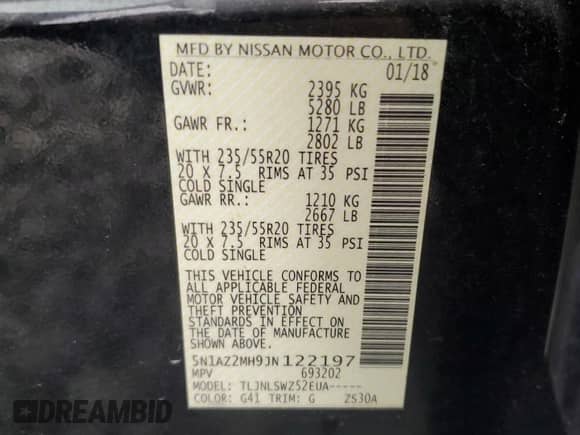 MFD BY NISSAN MOTOR CO., LTD.
DATE: 01/18
GVWR: 2395 KG
5280 LB
GAWR FR.: 1271 KG
2802 LB
WITH 235/55R20 TIRES
20 X 7.5 RIMS AT 35 PSI
COLD SINGLE
GAWR RR.: 1210 KG
2667 LB
WITH 235/55R20 TIRES
20 X 7.5 RIMS AT 35 PSI
COLD SINGLE
THIS VEHICLE CONFORMS TO
ALL APPLICABLE FEDERAL
MOTOR VEHICLE SAFETY AND
THEFT PREVENTION
STANDARDS IN EFFECT ON
THE DATE OF MANUFACTURE
SHOWN ABOVE.
5N1AZ2MH9JN122197
MPV 693202
MODEL: TLJNLSWZ52EUA-----
COLOR: G41 TRIM: G ZS30A
DREAMBID